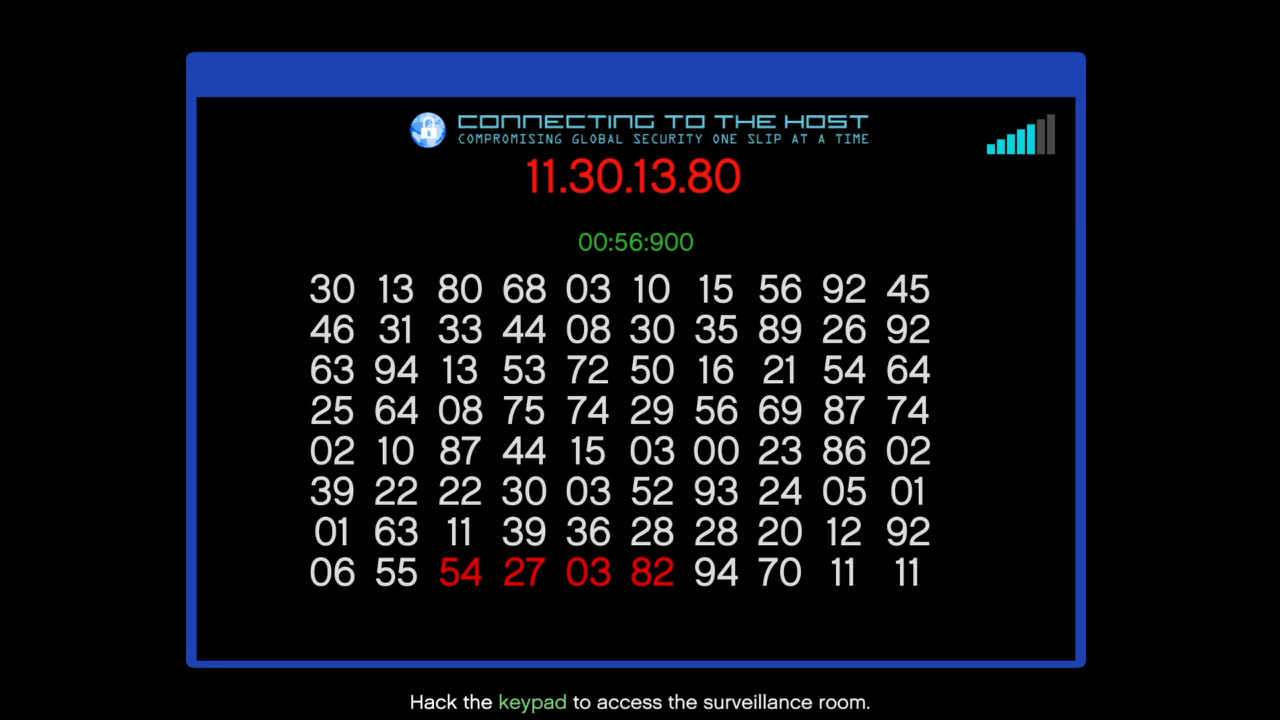 CONNECTING TO THE HOST
COMPROMISING GLOBAL SECURITY ONE SLIP AT A TIME
11.30.13.80
00:56:900
30 13 80 68 03 10 15 56 92 45
46 31 33 44 08 30 35 89 26 92
63 94 13 53 72 50 16 21 54 64
25 64 08 75 74 29 56 69 87 74
02 10 87 44 15 03 00 23 86 02
39 22 22 30 03 52 93 24 05 01
01 63 11 39 36 28 28 20 12 92
06 55 54 27 03 82 94 70 11 11
Hack the keypad to access the surveillance room.